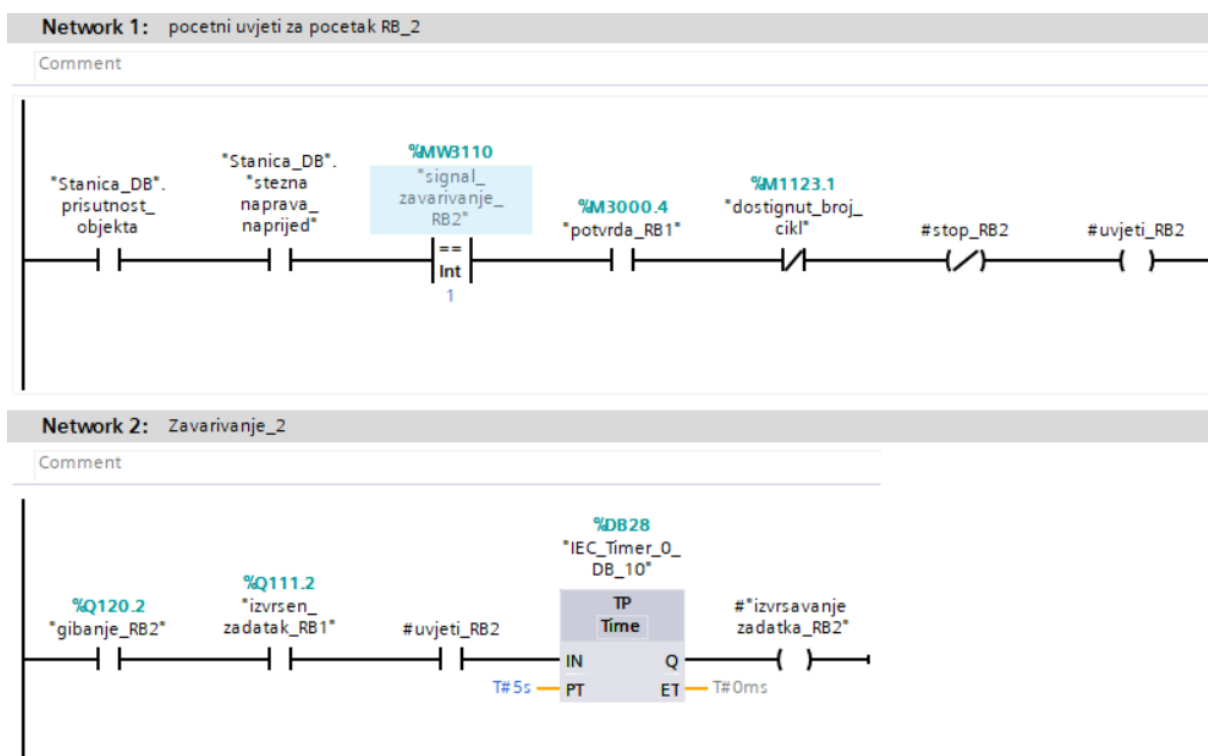 Network 1: pocetni uvjeti za pocetak RB_2
Comment
"Stanica_DB".
prisutnost_
objekta
"Stanica_DB".
"stezna
naprava_
naprijed"
%MW3110
"signal_
zavarivanje_
RB2"
==
Int
1
%M3000.4
"potvrda_RB1"
%M1123.1
"dostignut_broj_
cikl"
#stop_RB2
#uvjeti_RB2
Network 2: Zavarivanje_2
Comment
%Q120.2
"gibanje_RB2"
%Q111.2
"izvrsen_
zadatak_RB1"
#uvjeti_RB2
%DB28
"IEC_Timer_0_
DB_10"
TP
Time
IN Q
T#5s PT ET T#0ms
#"izvrsavanje
zadatka_RB2"